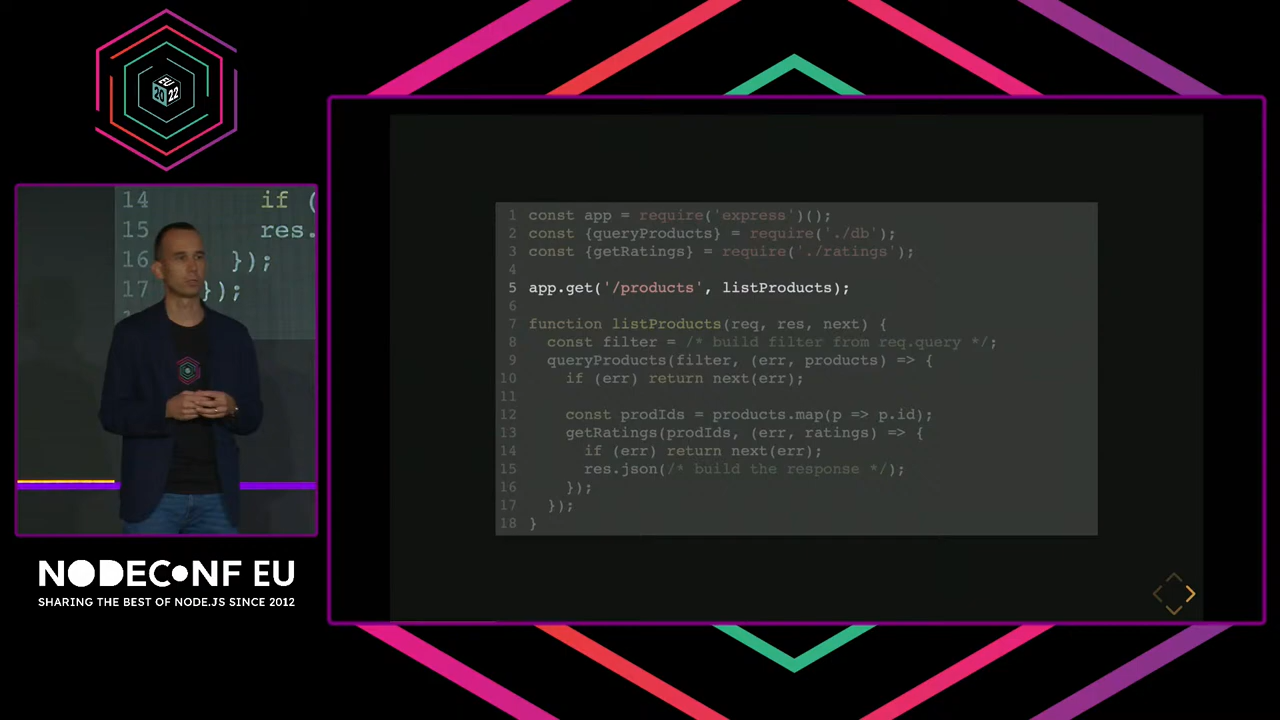 EU
20
22
14 if (
15 res.
16 });
17 });
NODECONF EU
SHARING THE BEST OF NODE.JS SINCE 2012
1 const app = require('express')();
2 const {queryProducts} = require('./db');
3 const {getRatings} = require('./ratings');
4
5 app.get('/products', listProducts);
6
7 function listProducts(req, res, next) {
8 const filter = /* build filter from req.query */;
9 queryProducts(filter, (err, products) => {
10 if (err) return next(err);
11
12 const prodIds = products.map(p => p.id);
13 getRatings(prodIds, (err, ratings) => {
14 if (err) return next(err);
15 res.json(/* build the response */);
16 });
17 });
18 }